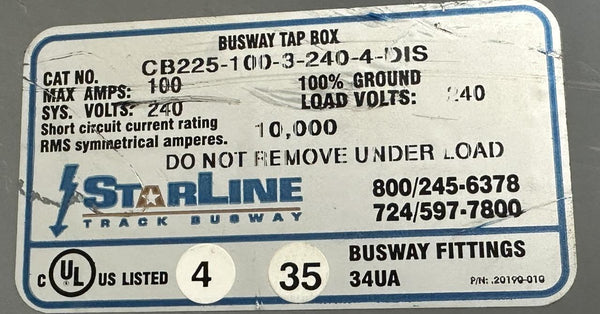 BUSWAY TAP BOX
CAT NO. CB225-100-3-240-4-DIS
MAX AMPS: 100 100% GROUND
SYS. VOLTS: 240 LOAD VOLTS: 240
Short circuit current rating
RMS symmetrical amperes. 10,000
DO NOT REMOVE UNDER LOAD
STARLINE 800/245-6378
TRACK BUSWAY 724/597-7800
C UL US LISTED 4 35 BUSWAY FITTINGS
34UA P/N: .20190-010